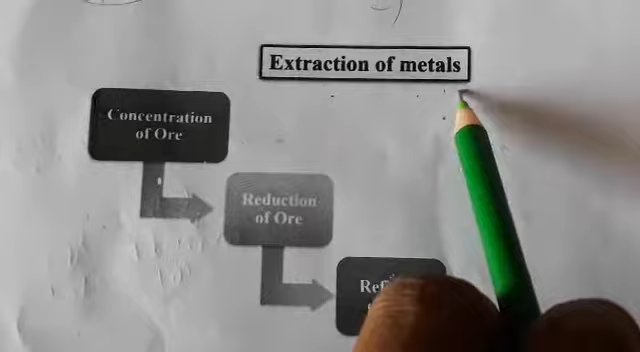 Extraction of metals
Concentration
of Ore
Reduction
of Ore